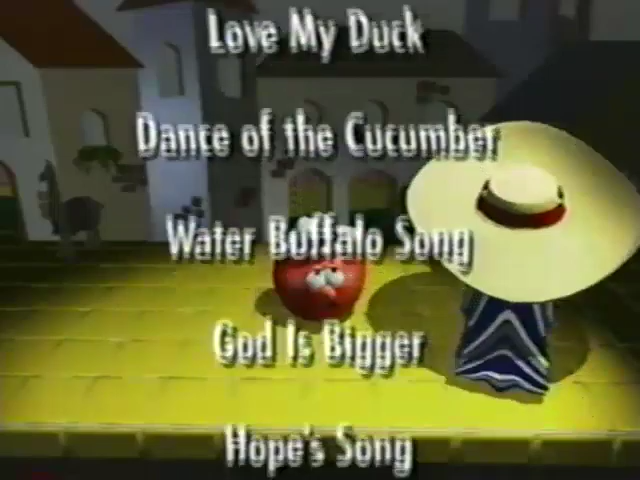 Love My Duck
Dance of the Cucumber
Water Buffalo Song
God Is Bigger
Hope's Song